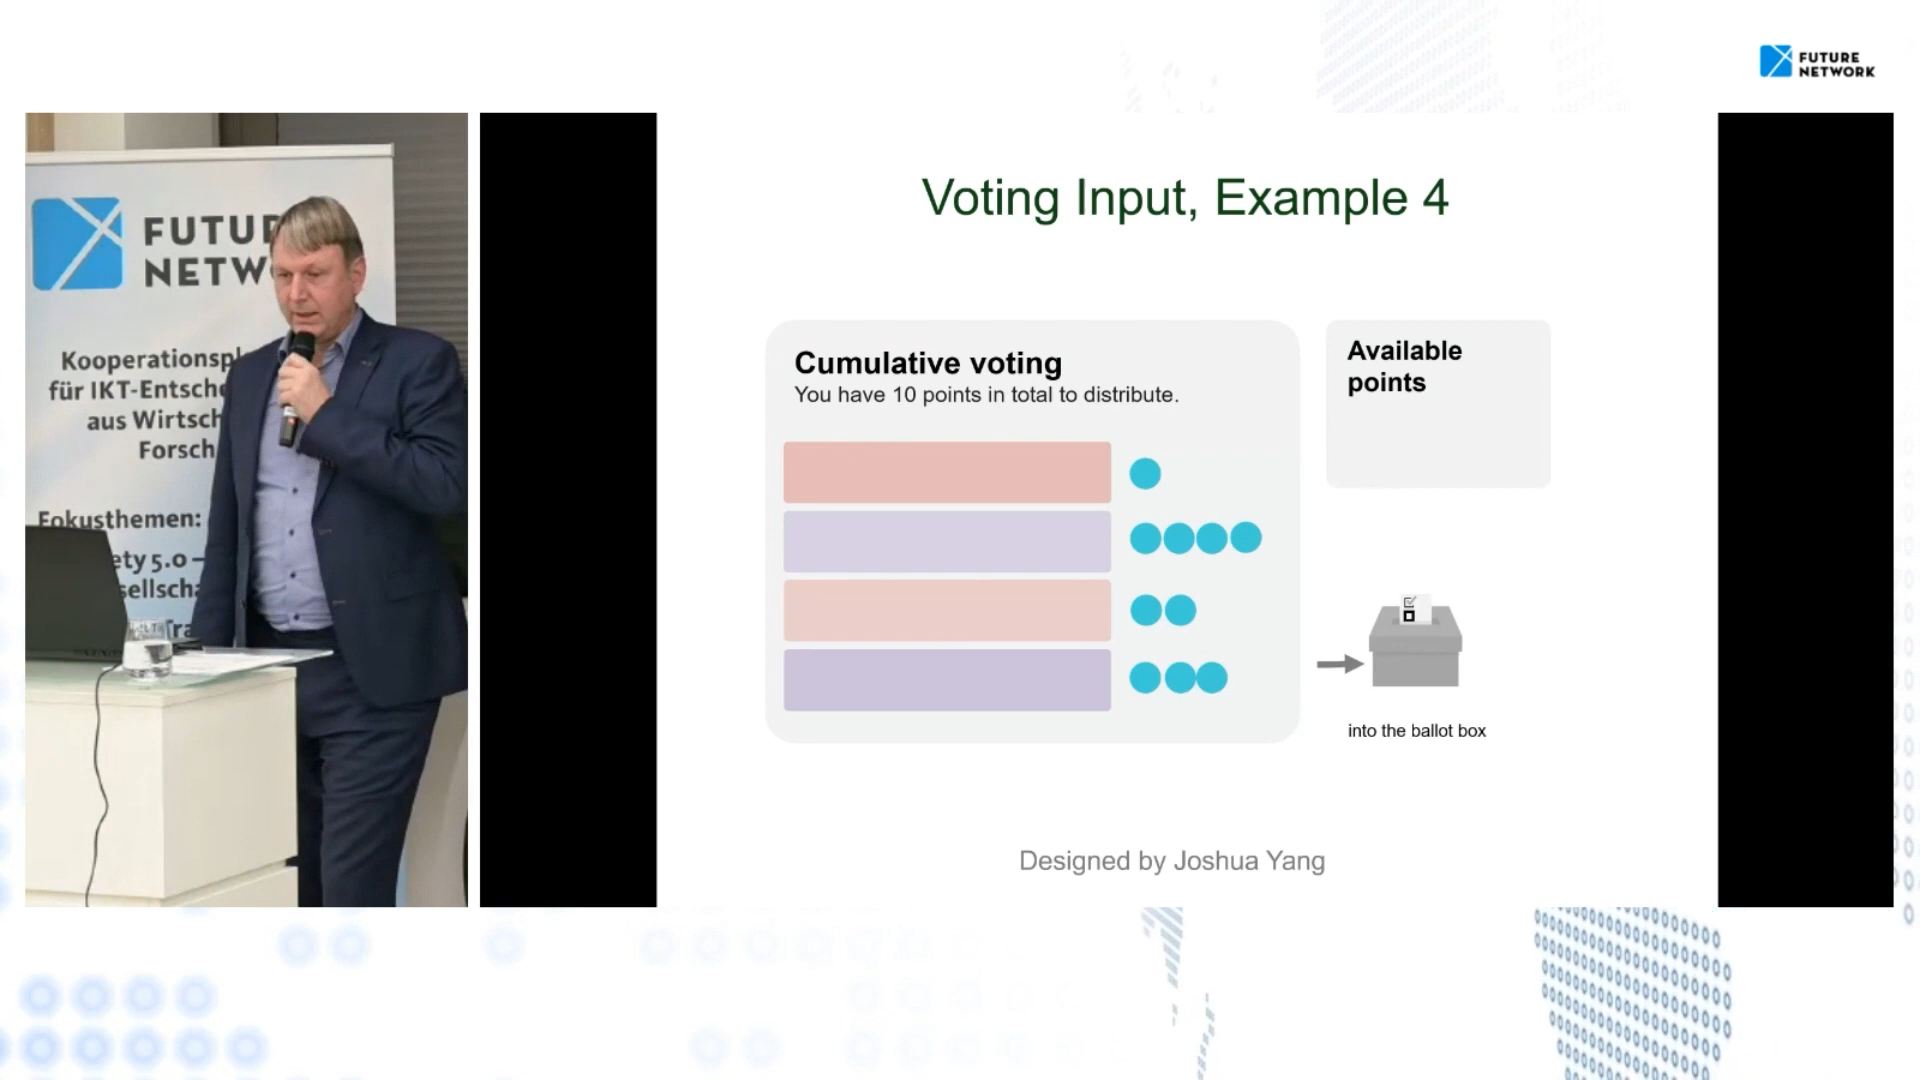 FUTURE
NETWORK
FUTUR
NETW
Kooperationspl
für IKT-Entsche
aus Wirtsch
Forsch
Fokusthemen:
ety 5.0 –
sellscha
Tra
Voting Input, Example 4
Cumulative voting
You have 10 points in total to distribute.
Available
points
into the ballot box
Designed by Joshua Yang